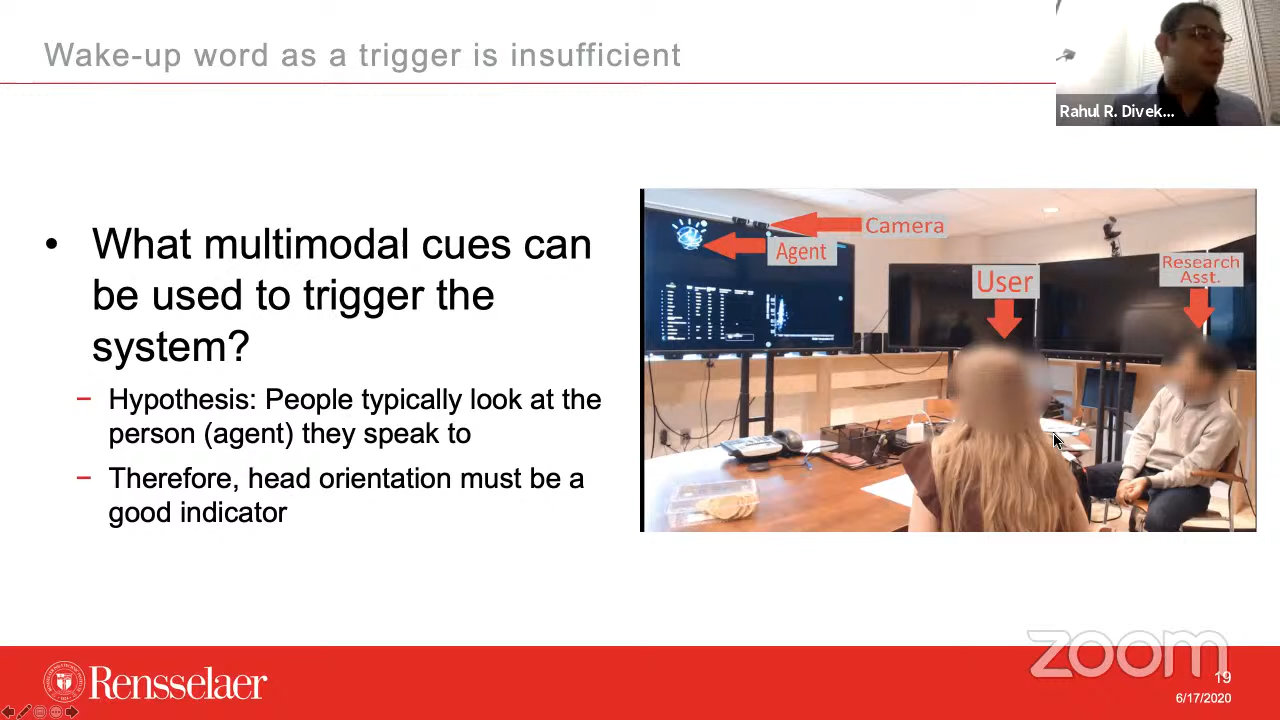 Wake-up word as a trigger is insufficient
Rahul R. Divek...
• What multimodal cues can
be used to trigger the
system?
− Hypothesis: People typically look at the
person (agent) they speak to
− Therefore, head orientation must be a
good indicator
Camera
Agent
User
Research
Asst.
zoom
Rensselaer
19
6/17/2020